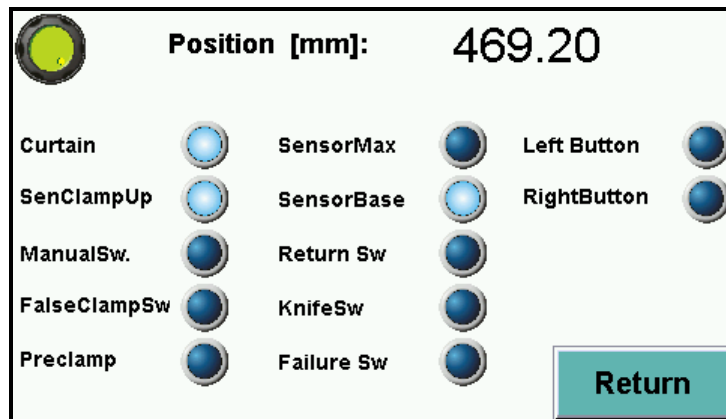 Position [mm]: 469.20
Curtain SensorMax Left Button
SenClampUp SensorBase RightButton
ManualSw. Return Sw
FalseClampSw KnifeSw
Preclamp Failure Sw
Return